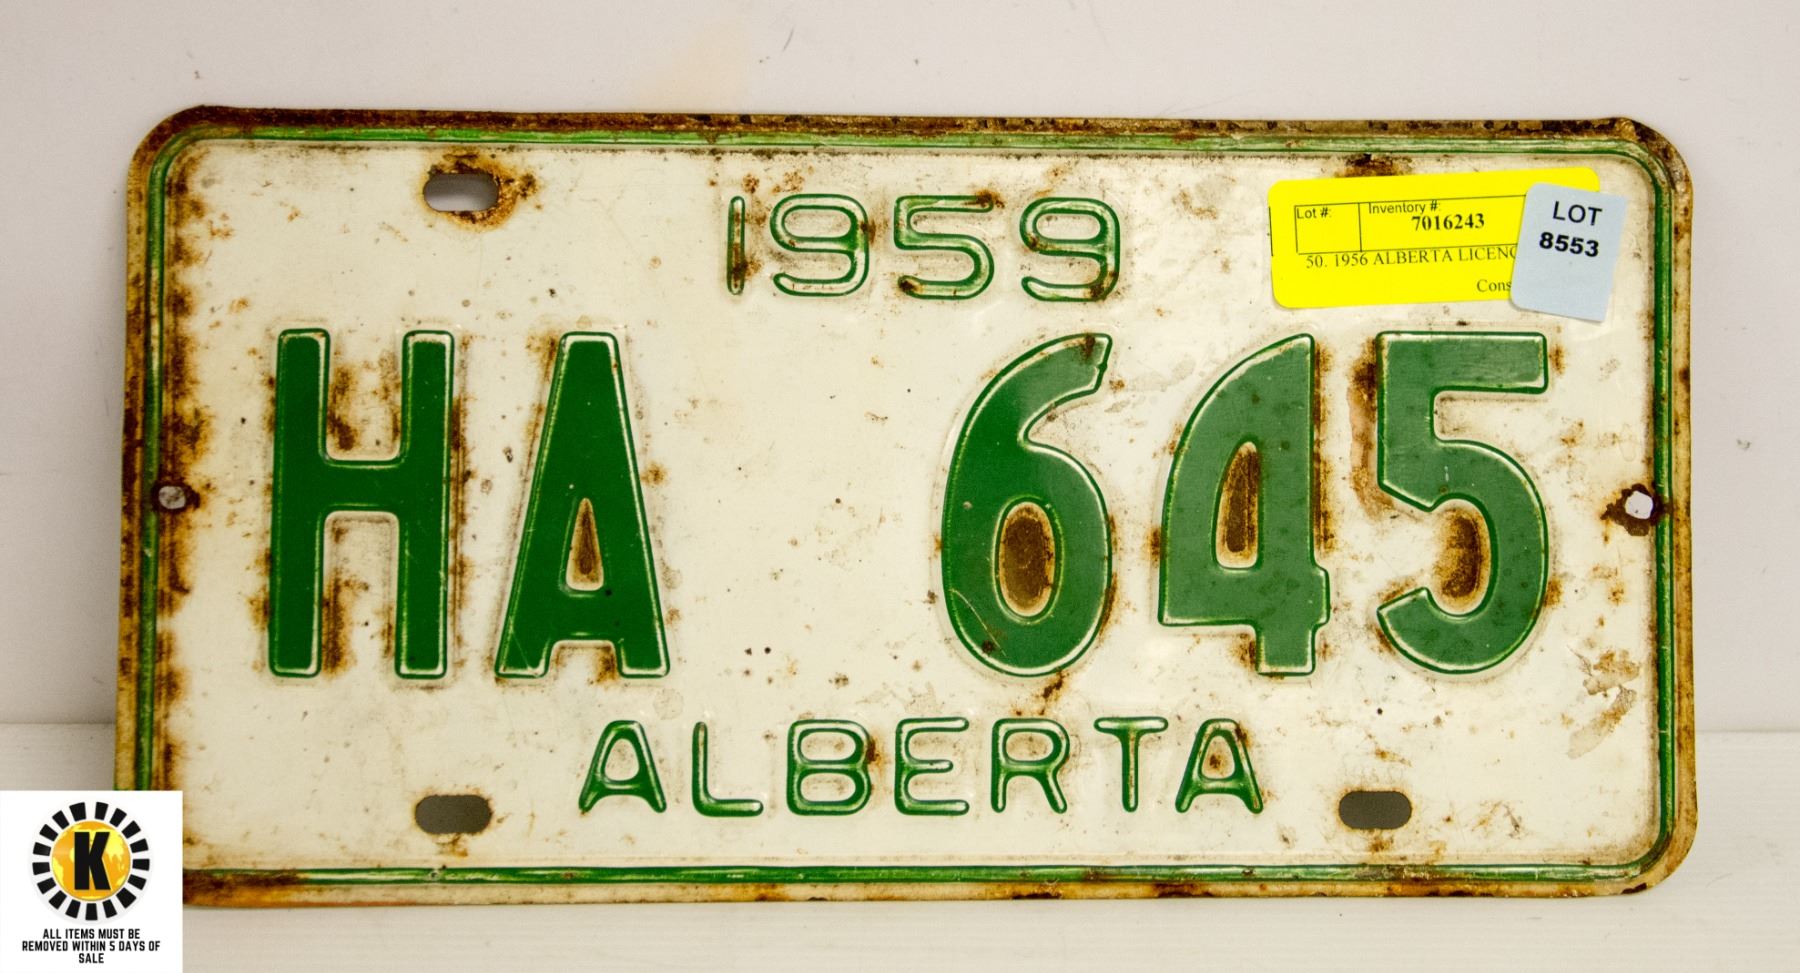 1959
Lot #: Inventory #:
7016243
50. 1956 ALBERTA LICENC
Cons
LOT
8553
HA 645
ALBERTA
K
ALL ITEMS MUST BE
REMOVED WITHIN 5 DAYS OF
SALE